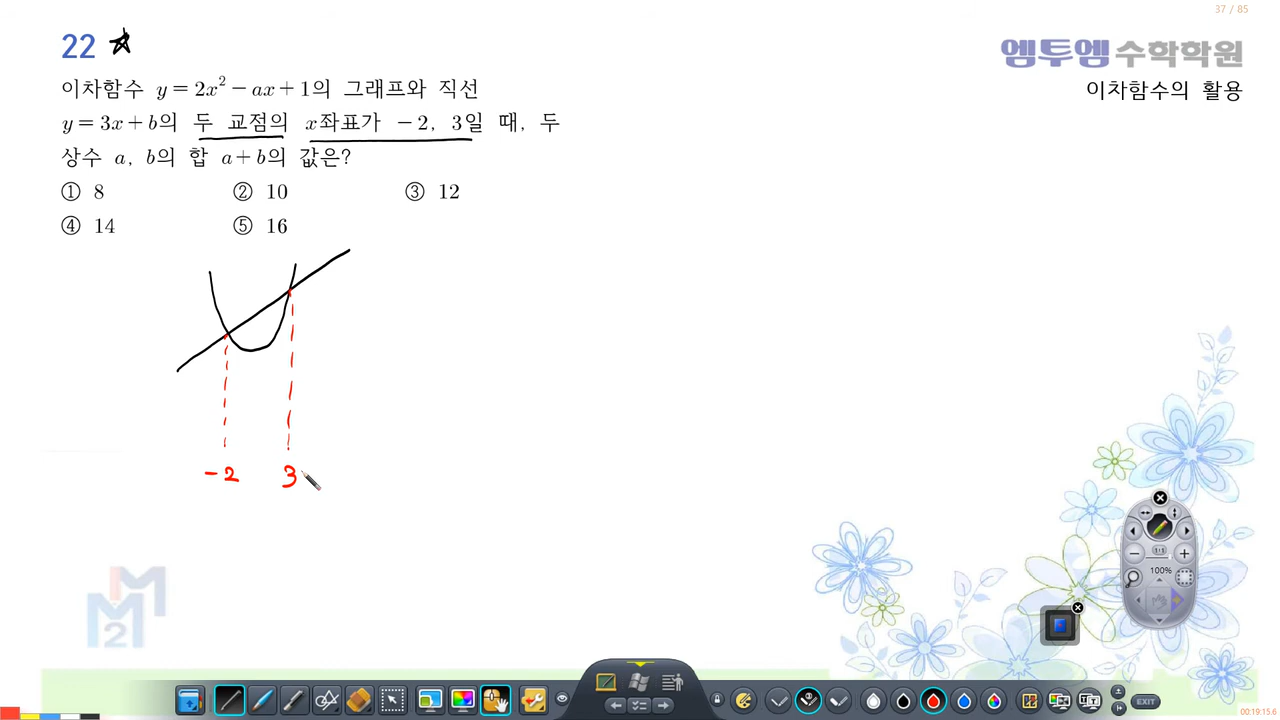 37 / 85
22
엠투엠수학학원
이차함수의 활용
이차함수 y = 2x² − ax + 1의 그래프와 직선
y = 3x + b의 두 교점의 x좌표가 −2, 3일 때, 두
상수 a, b의 합 a + b의 값은?
① 8 ② 10 ③ 12
④ 14 ⑤ 16
-2 3
M2M
1:1
100%
EXIT
00:19:15.6